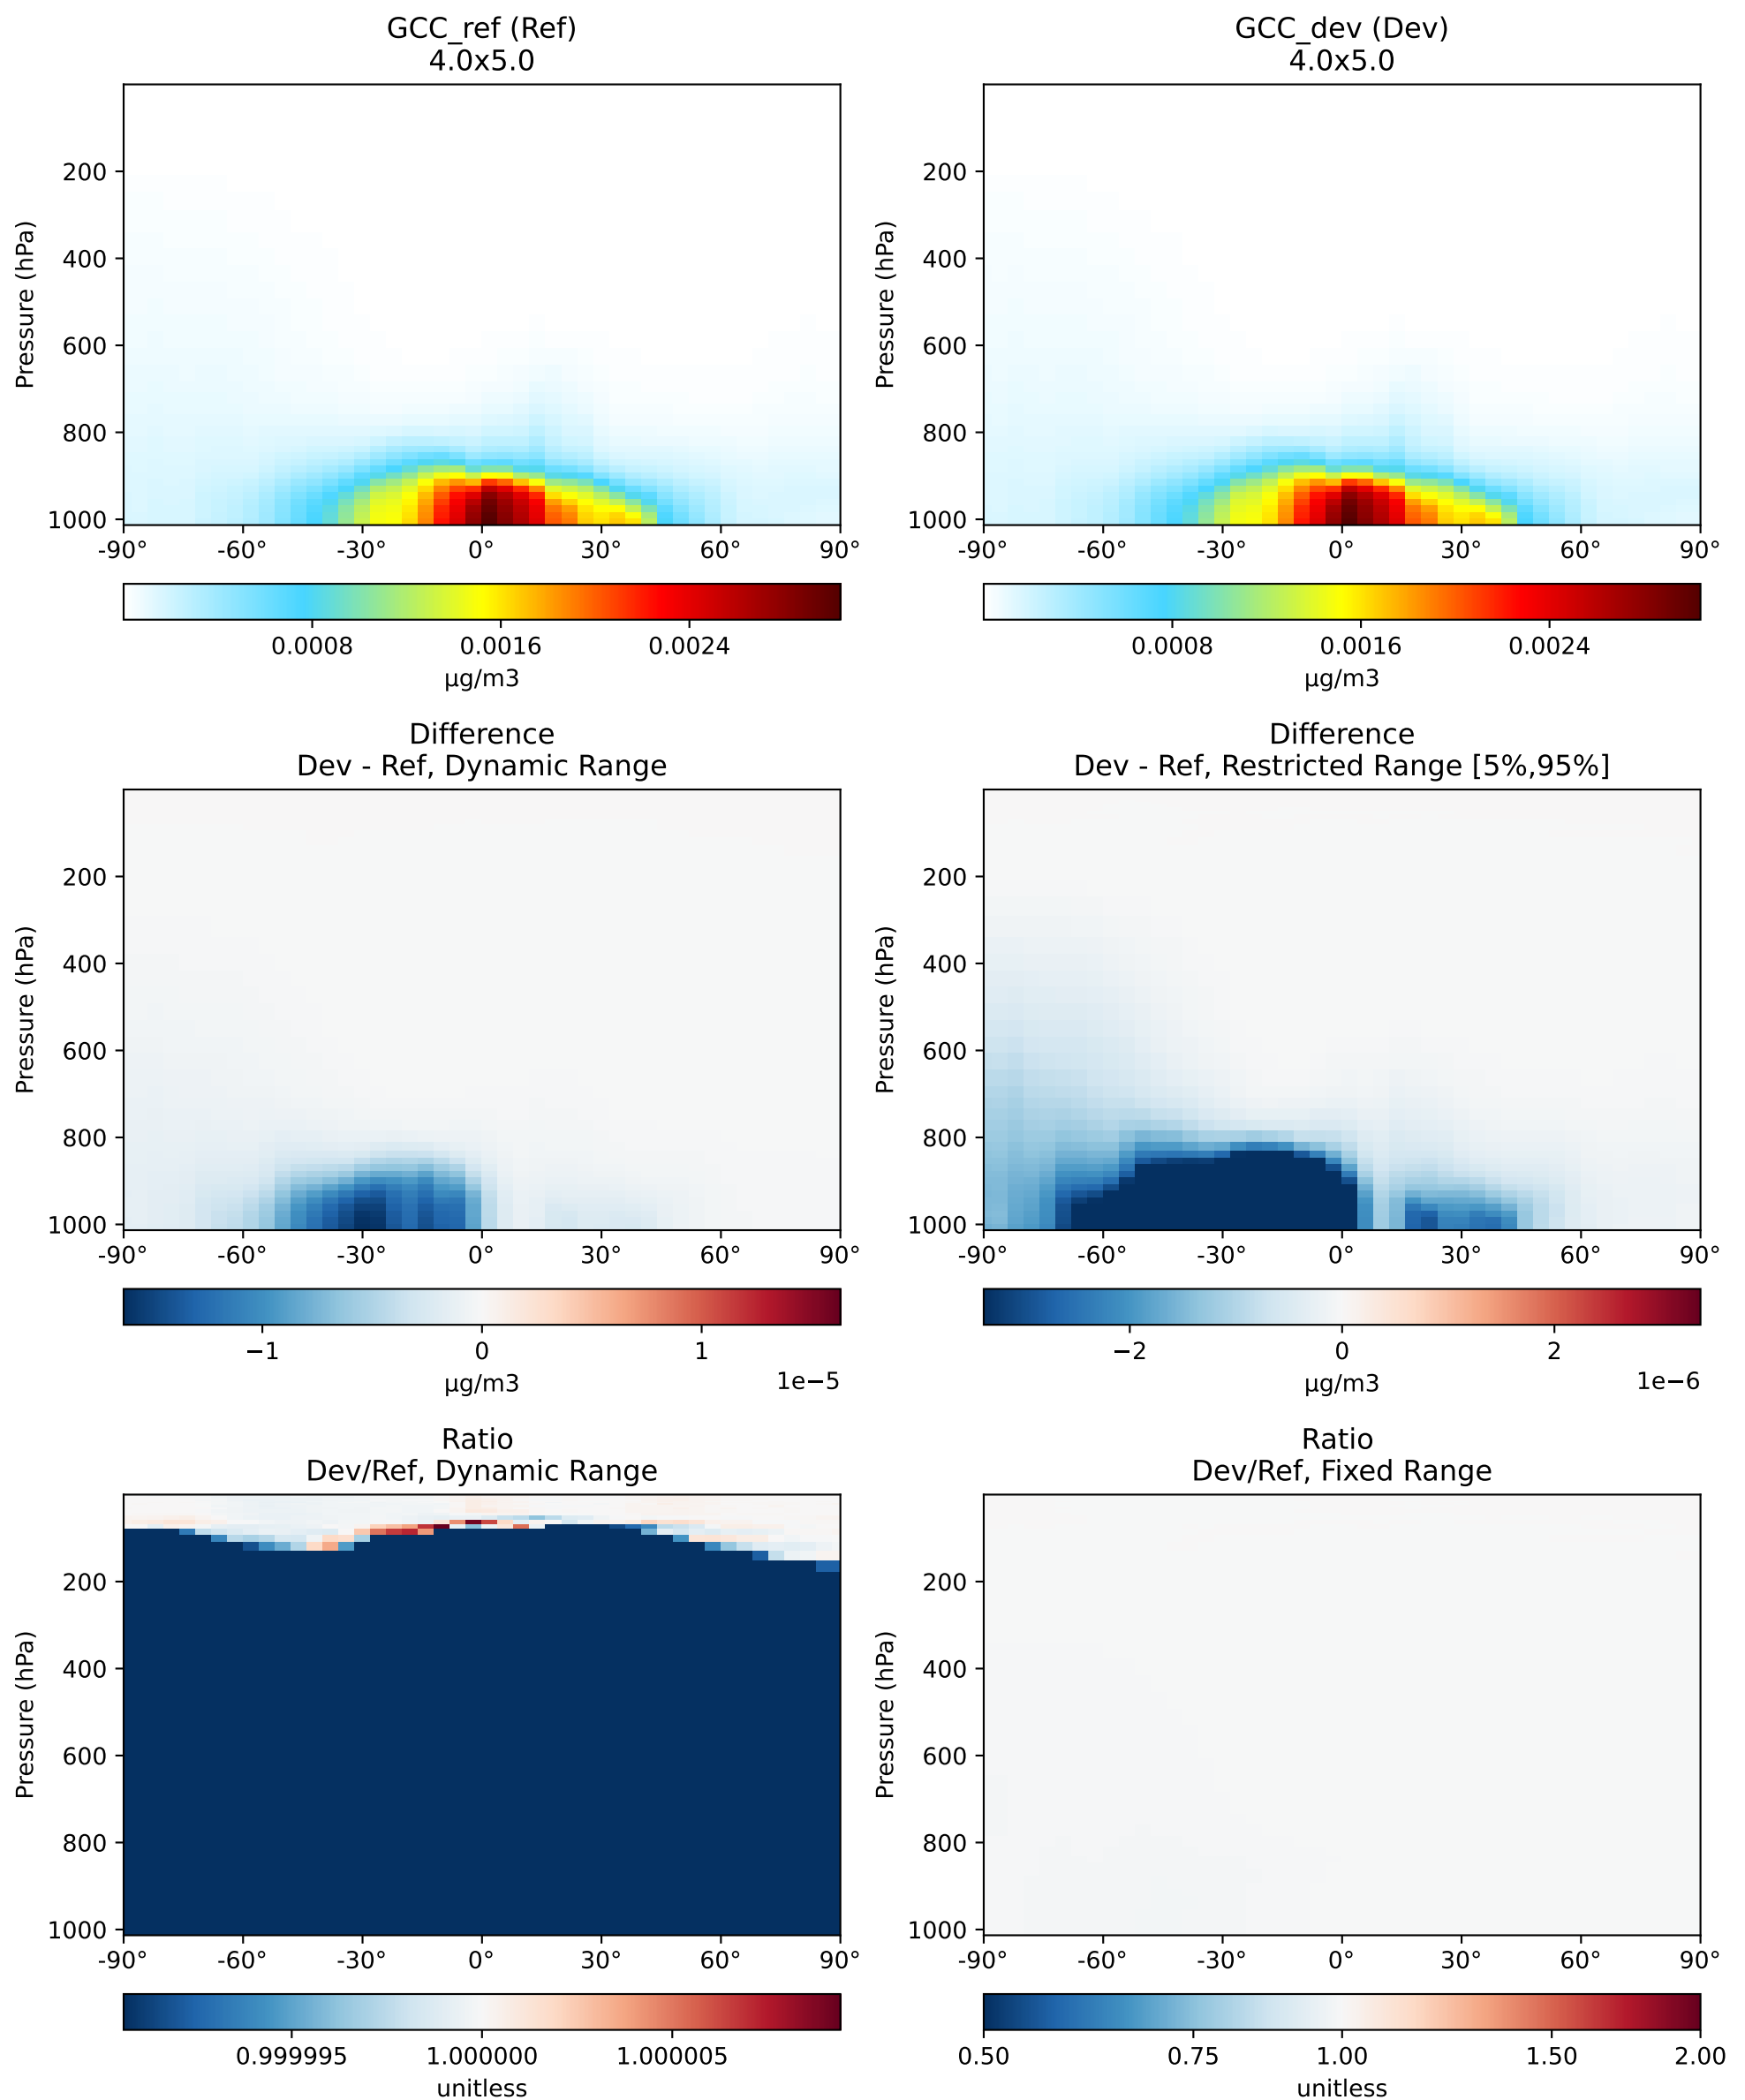 GCC_ref (Ref)
4.0x5.0
Pressure (hPa)
200
400
600
800
1000
-90° -60° -30° 0° 30° 60° 90°
0.0008 0.0016 0.0024
µg/m3
GCC_dev (Dev)
4.0x5.0
Pressure (hPa)
200
400
600
800
1000
-90° -60° -30° 0° 30° 60° 90°
0.0008 0.0016 0.0024
µg/m3
Difference
Dev - Ref, Dynamic Range
Pressure (hPa)
200
400
600
800
1000
-90° -60° -30° 0° 30° 60° 90°
−1 0 1
1e−5
µg/m3
Difference
Dev - Ref, Restricted Range [5%,95%]
Pressure (hPa)
200
400
600
800
1000
-90° -60° -30° 0° 30° 60° 90°
−2 0 2
1e−6
µg/m3
Ratio
Dev/Ref, Dynamic Range
Pressure (hPa)
200
400
600
800
1000
-90° -60° -30° 0° 30° 60° 90°
0.999995 1.000000 1.000005
unitless
Ratio
Dev/Ref, Fixed Range
Pressure (hPa)
200
400
600
800
1000
-90° -60° -30° 0° 30° 60° 90°
0.50 0.75 1.00 1.50 2.00
unitless